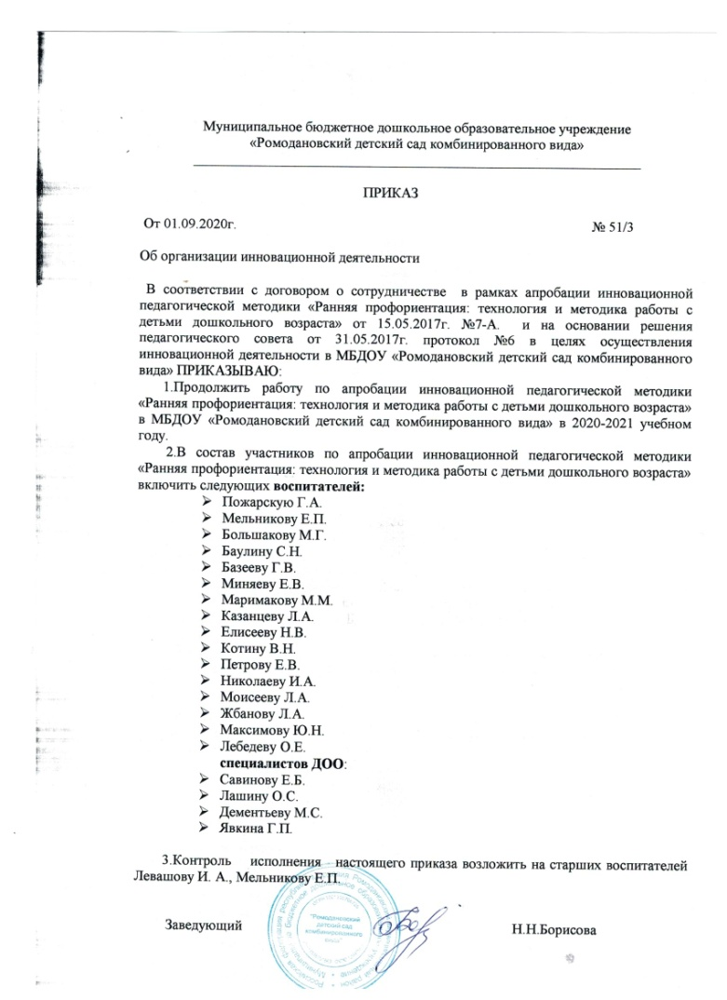 Муниципальное бюджетное дошкольное образовательное учреждение
«Ромодановский детский сад комбинированного вида»
ПРИКАЗ
От 01.09.2020г. № 51/3
Об организации инновационной деятельности
В соответствии с договором о сотрудничестве в рамках апробации инновационной
педагогической методики «Ранняя профориентация: технология и методика работы с
детьми дошкольного возраста» от 15.05.2017г. №7-А. и на основании решения
педагогического совета от 31.05.2017г. протокол №6 в целях осуществления
инновационной деятельности в МБДОУ «Ромодановский детский сад комбинированного
вида» ПРИКАЗЫВАЮ:
1.Продолжить работу по апробации инновационной педагогической методики
«Ранняя профориентация: технология и методика работы с детьми дошкольного возраста»
в МБДОУ «Ромодановский детский сад комбинированного вида» в 2020-2021 учебном
году.
2.В состав участников по апробации инновационной педагогической методики
«Ранняя профориентация: технология и методика работы с детьми дошкольного возраста»
включить следующих воспитателей:
➢ Пожарскую Г.А.
➢ Мельникову Е.П.
➢ Большакову М.Г.
➢ Баулину С.Н.
➢ Базееву Г.В.
➢ Миняеву Е.В.
➢ Маримакову М.М.
➢ Казанцеву Л.А.
➢ Елисееву Н.В.
➢ Котину В.Н.
➢ Петрову Е.В.
➢ Николаеву И.А.
➢ Моисееву Л.А.
➢ Жбанову Л.А.
➢ Максимову Ю.Н.
➢ Лебедеву О.Е.
специалистов ДОО:
➢ Савинову Е.Б.
➢ Лашину О.С.
➢ Дементьеву М.С.
➢ Явкина Г.П.
3.Контроль исполнения настоящего приказа возложить на старших воспитателей
Левашову И. А., Мельникову Е.П.
Заведующий Н.Н.Борисова
"Ромодановский
детский сад
комбинированного
вида"